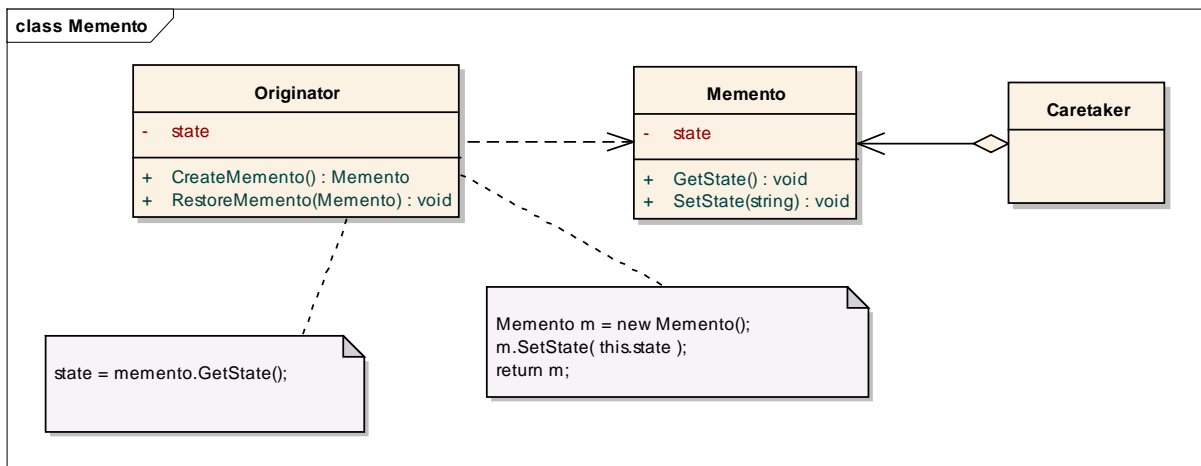 class Memento
Originator
- state
+ CreateMemento() : Memento
+ RestoreMemento(Memento) : void
Memento
- state
+ GetState() : void
+ SetState(string) : void
Caretaker
state = memento.GetState();
Memento m = new Memento();
m.SetState( this.state );
return m;